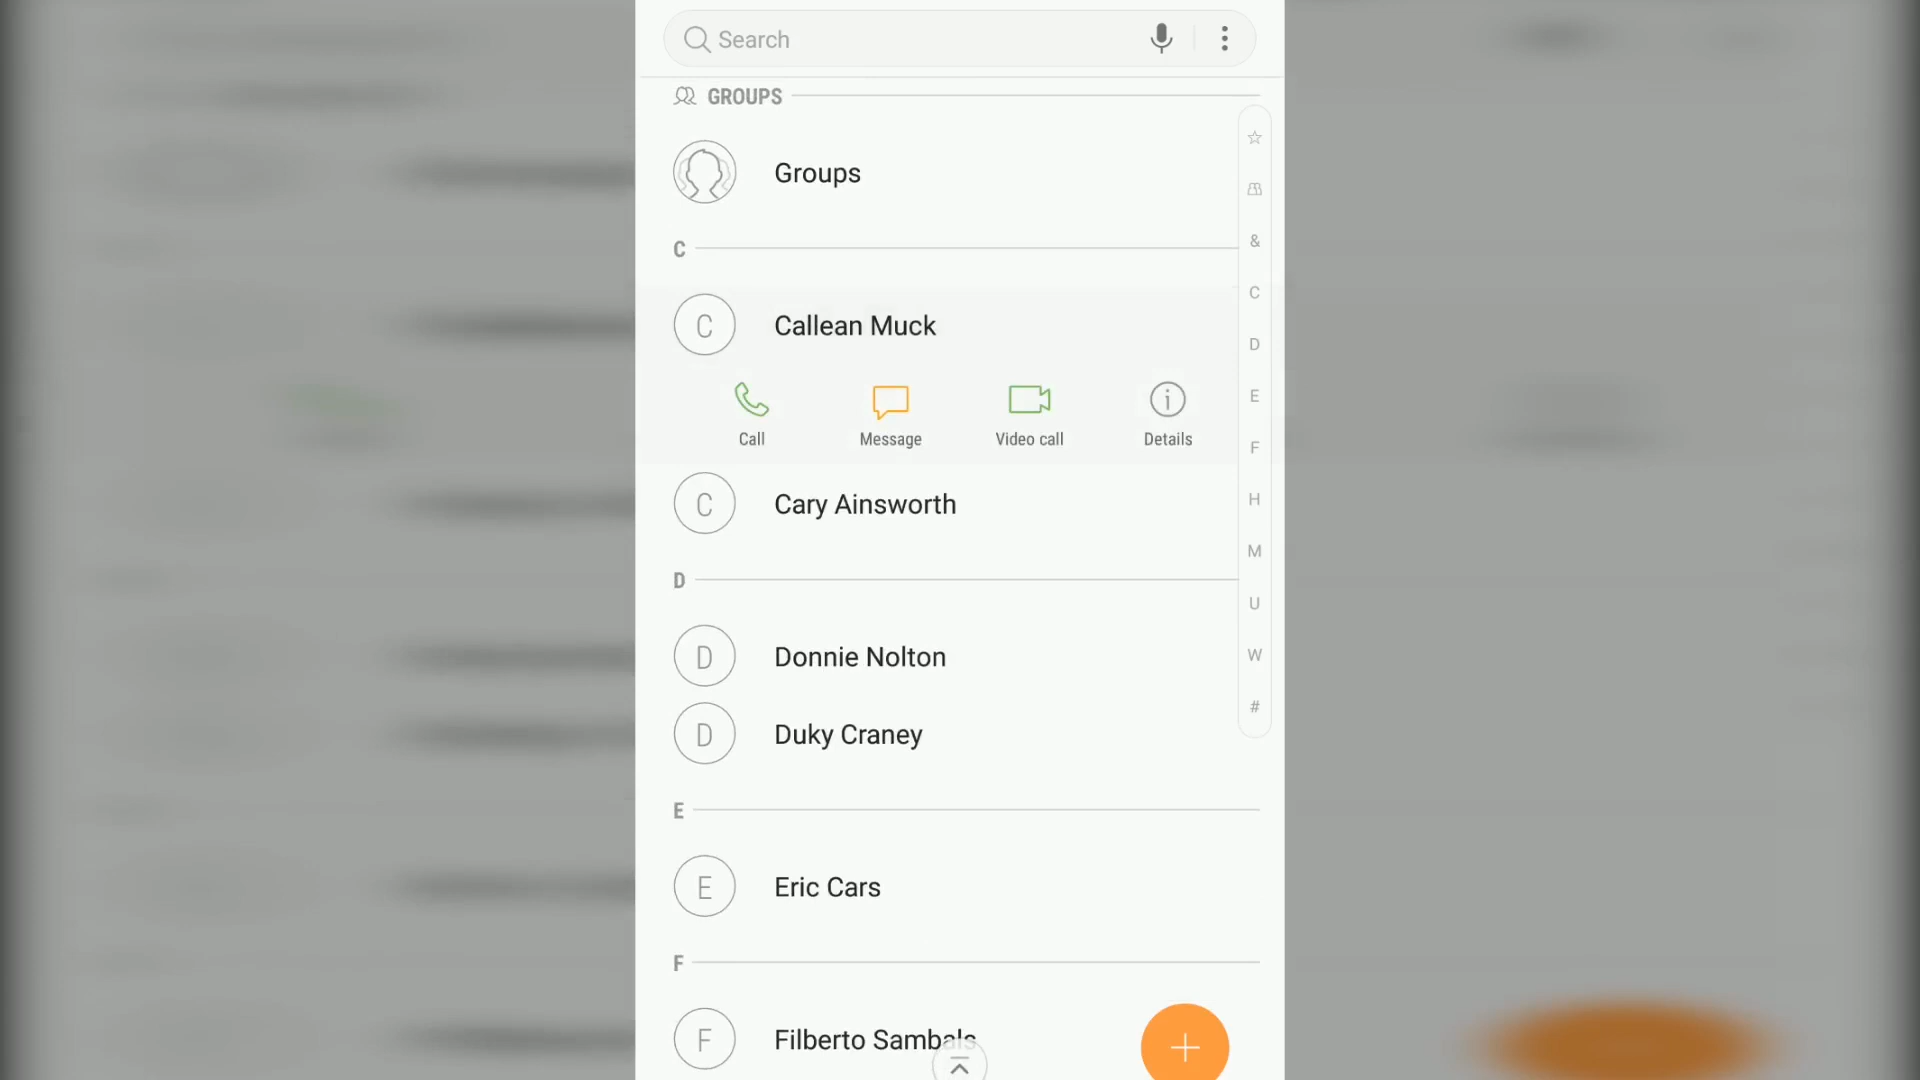 Search
GROUPS
Groups
C
C
Callean Muck
Call
Message
Video call
Details
C
Cary Ainsworth
D
D
Donnie Nolton
D
Duky Craney
E
E
Eric Cars
F
F
Filberto Sambals
&
C
D
E
F
H
M
U
W
#